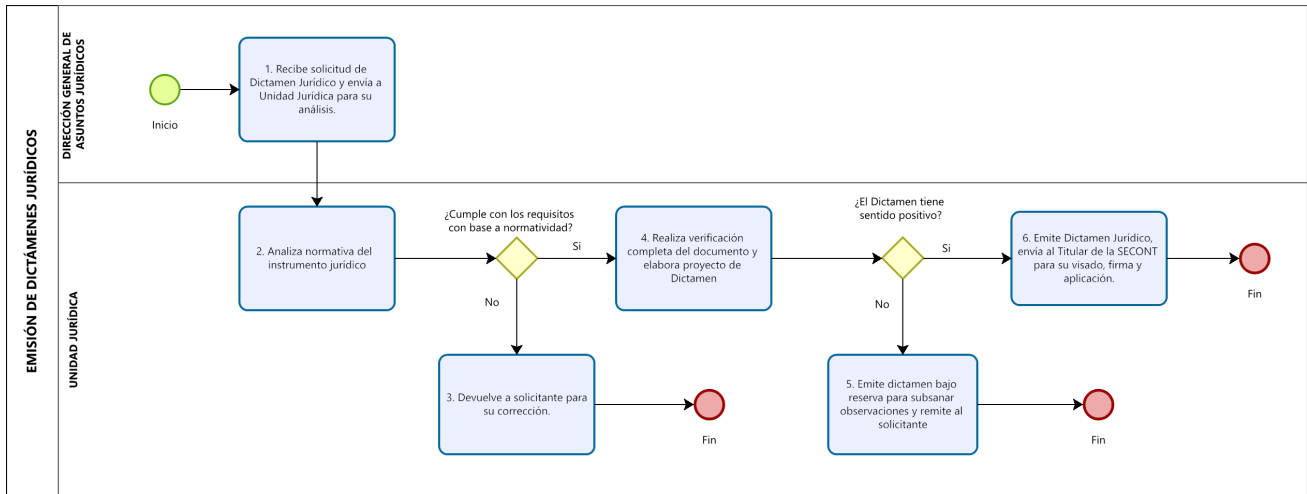 EMISIÓN DE DICTÁMENES JURÍDICOS
DIRECCIÓN GENERAL DE
ASUNTOS JURÍDICOS
Inicio
1. Recibe solicitud de
Dictamen Jurídico y envía a
Unidad Jurídica para su
análisis.
UNIDAD JURÍDICA
2. Analiza normativa del
instrumento jurídico
¿Cumple con los requisitos
con base a normatividad?
Si
No
3. Devuelve a solicitante para
su corrección.
Fin
4. Realiza verificación
completa del documento y
elabora proyecto de
Dictamen
¿El Dictamen tiene
sentido positivo?
Si
No
5. Emite dictamen bajo
reserva para subsanar
observaciones y remite al
solicitante
Fin
6. Emite Dictamen Jurídico,
envía al Titular de la SECONT
para su visado, firma y
aplicación.
Fin